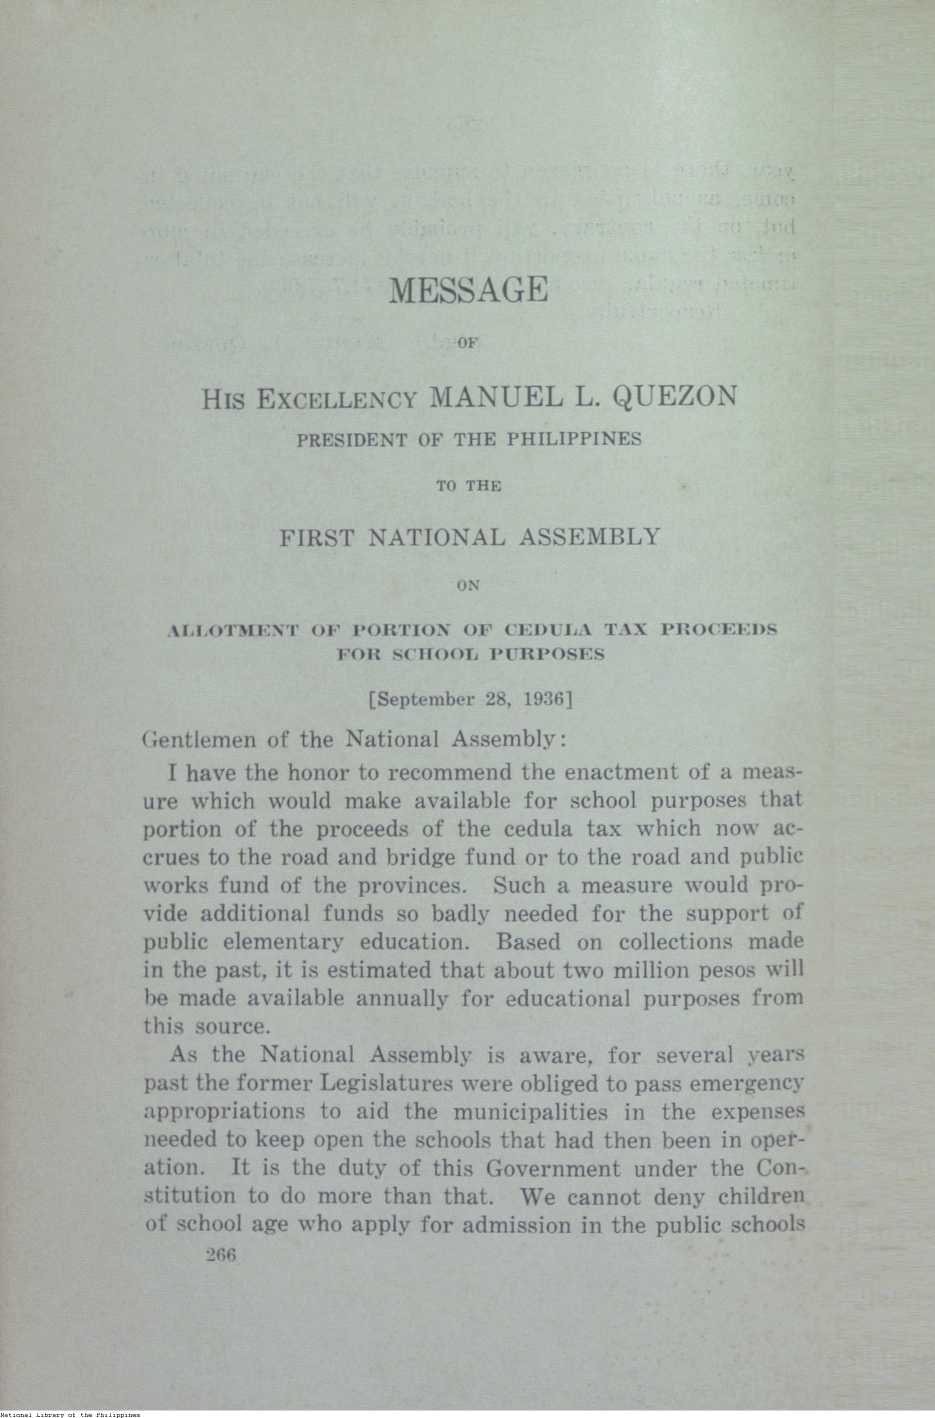 MESSAGE
OF
HIS EXCELLENCY MANUEL L. QUEZON
PRESIDENT OF THE PHILIPPINES
TO THE
FIRST NATIONAL ASSEMBLY
ON
ALLOTMENT OF PORTION OF CEDULA TAX PROCEEDS
FOR SCHOOL PURPOSES
[September 28, 1936]
Gentlemen of the National Assembly:
I have the honor to recommend the enactment of a meas-
ure which would make available for school purposes that
portion of the proceeds of the cedula tax which now ac-
crues to the road and bridge fund or to the road and public
works fund of the provinces. Such a measure would pro-
vide additional funds so badly needed for the support of
public elementary education. Based on collections made
in the past, it is estimated that about two million pesos will
be made available annually for educational purposes from
this source.
As the National Assembly is aware, for several years
past the former Legislatures were obliged to pass emergency
appropriations to aid the municipalities in the expenses
needed to keep open the schools that had then been in oper-
ation. It is the duty of this Government under the Con-
stitution to do more than that. We cannot deny children
of school age who apply for admission in the public schools
266
National Library of the Philippines